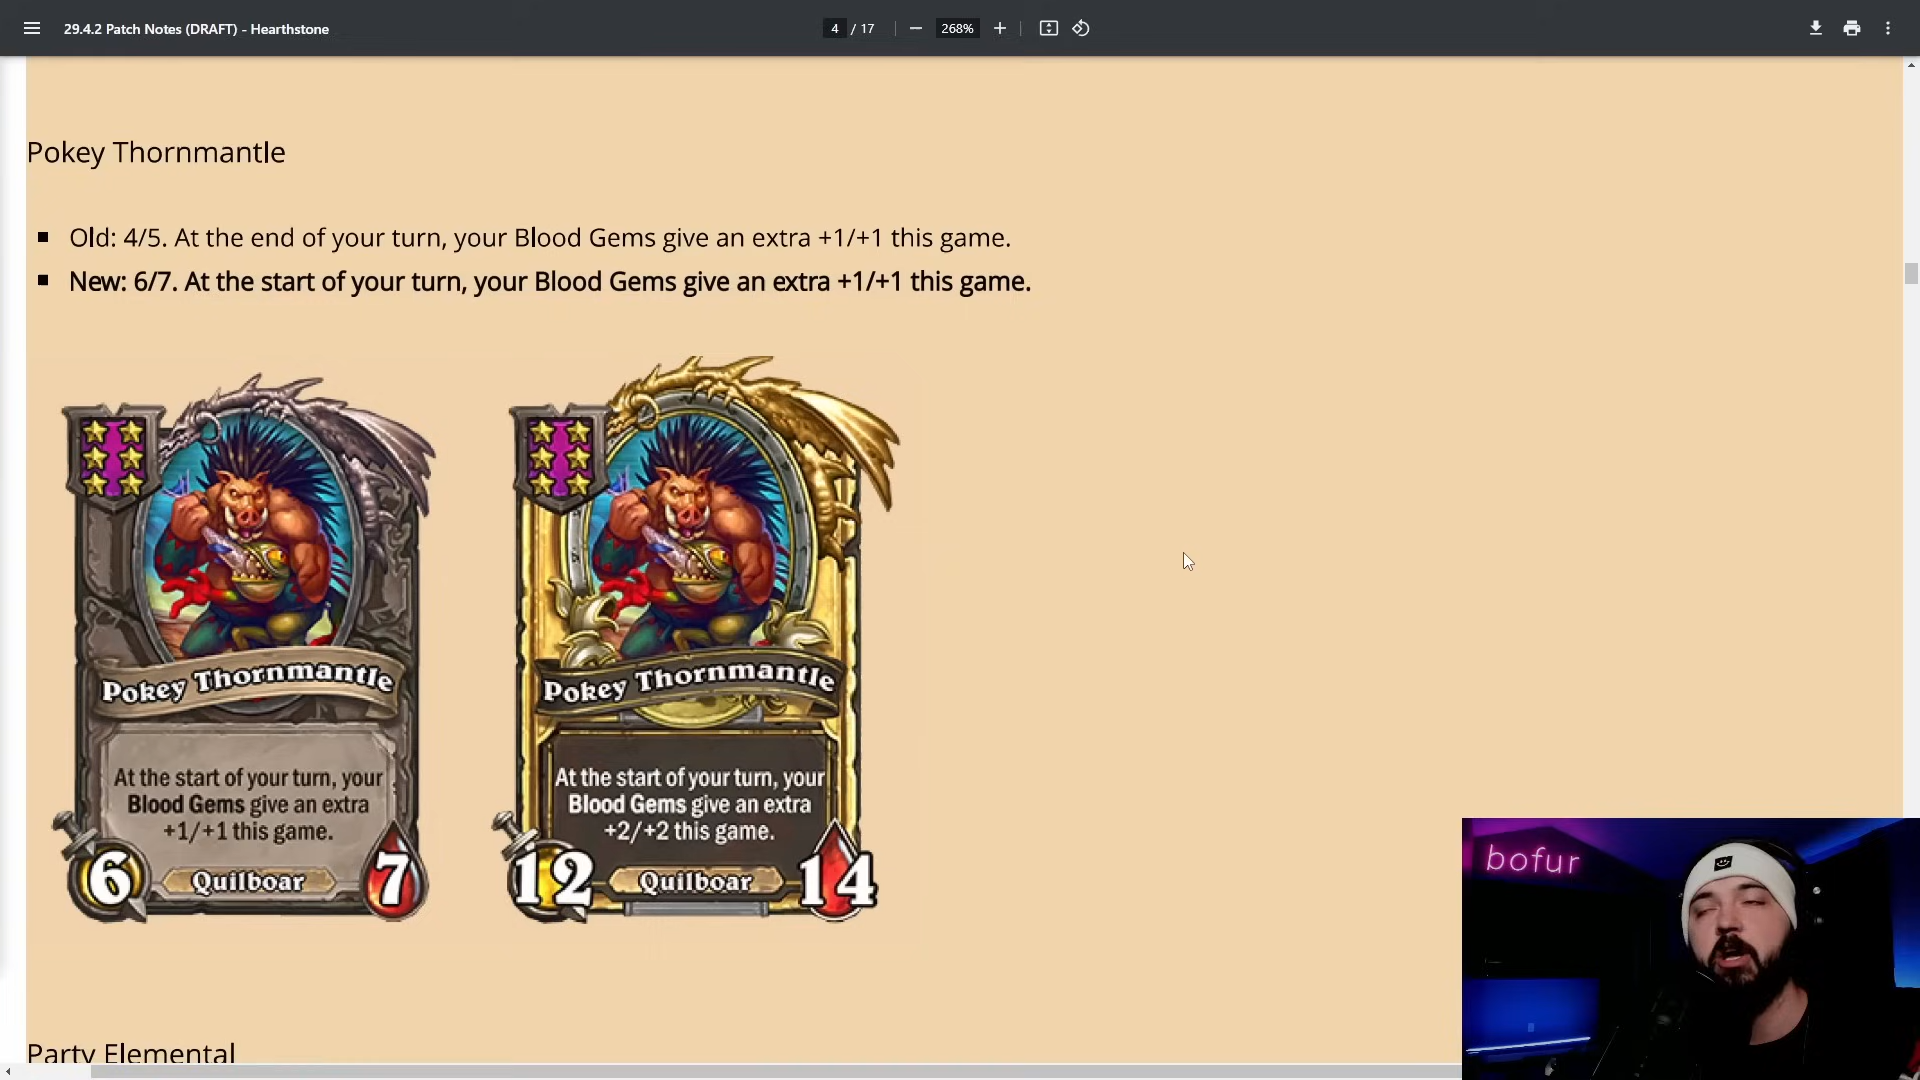 29.4.2 Patch Notes (DRAFT) - Hearthstone
4 / 17
268%
Pokey Thornmantle
Old: 4/5. At the end of your turn, your Blood Gems give an extra +1/+1 this game.
New: 6/7. At the start of your turn, your Blood Gems give an extra +1/+1 this game.
Pokey Thornmantle
At the start of your turn, your
Blood Gems give an extra
+1/+1 this game.
6
Quilboar
7
Pokey Thornmantle
At the start of your turn, your
Blood Gems give an extra
+2/+2 this game.
12
Quilboar
14
bofur
Party Elemental